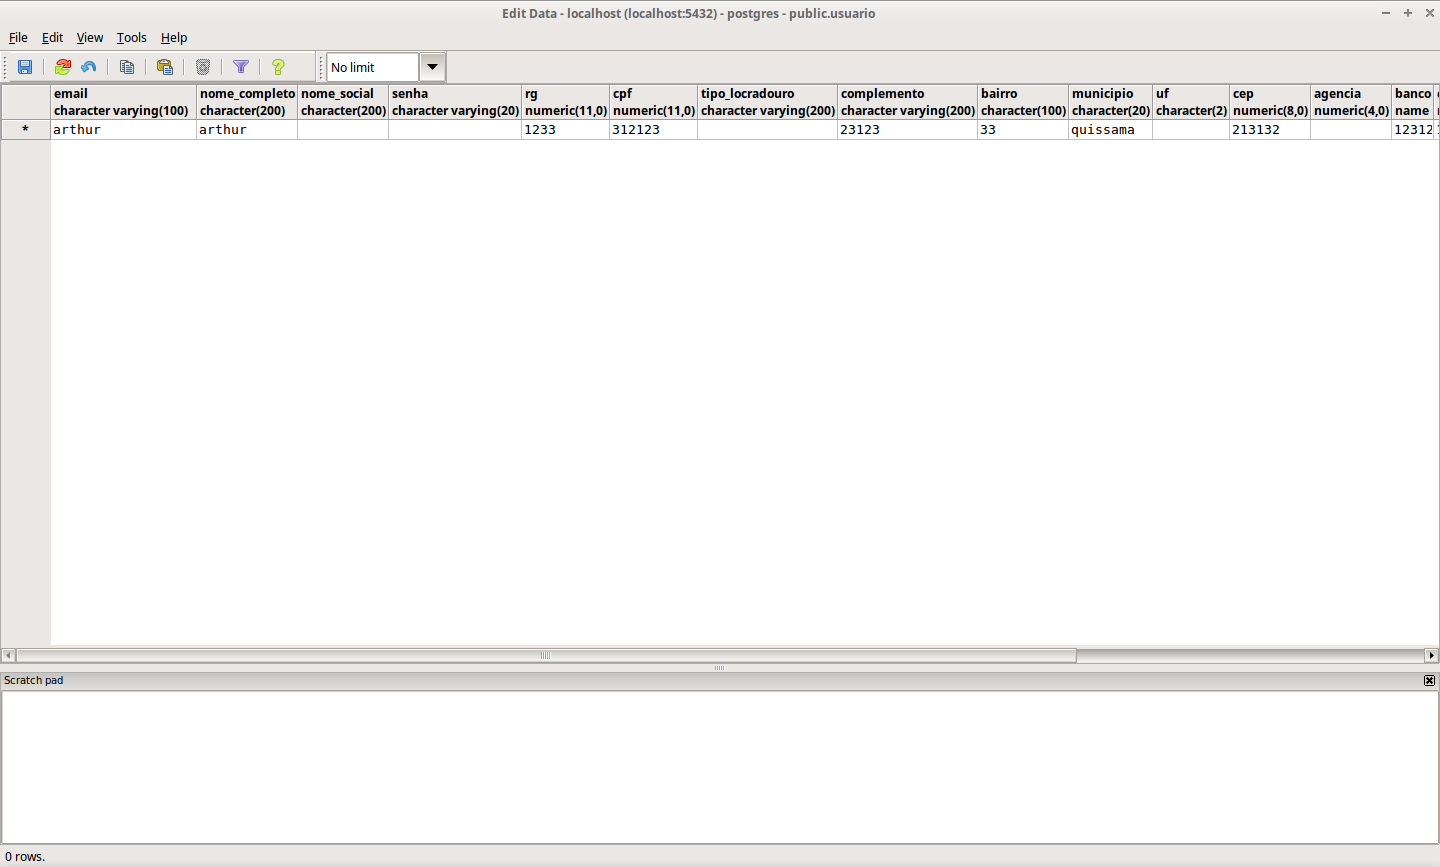 Edit Data - localhost (localhost:5432) - postgres - public.usuario
File Edit View Tools Help
No limit
email nome_completo nome_social senha rg cpf tipo_locradouro complemento bairro municipio uf cep agencia banco
character varying(100) character(200) character(200) character varying(20) numeric(11,0) numeric(11,0) character varying(200) character varying(200) character(100) character(20) character(2) numeric(8,0) numeric(4,0) name
* arthur arthur 1233 312123 23123 33 quissama 213132 12312
Scratch pad
0 rows.